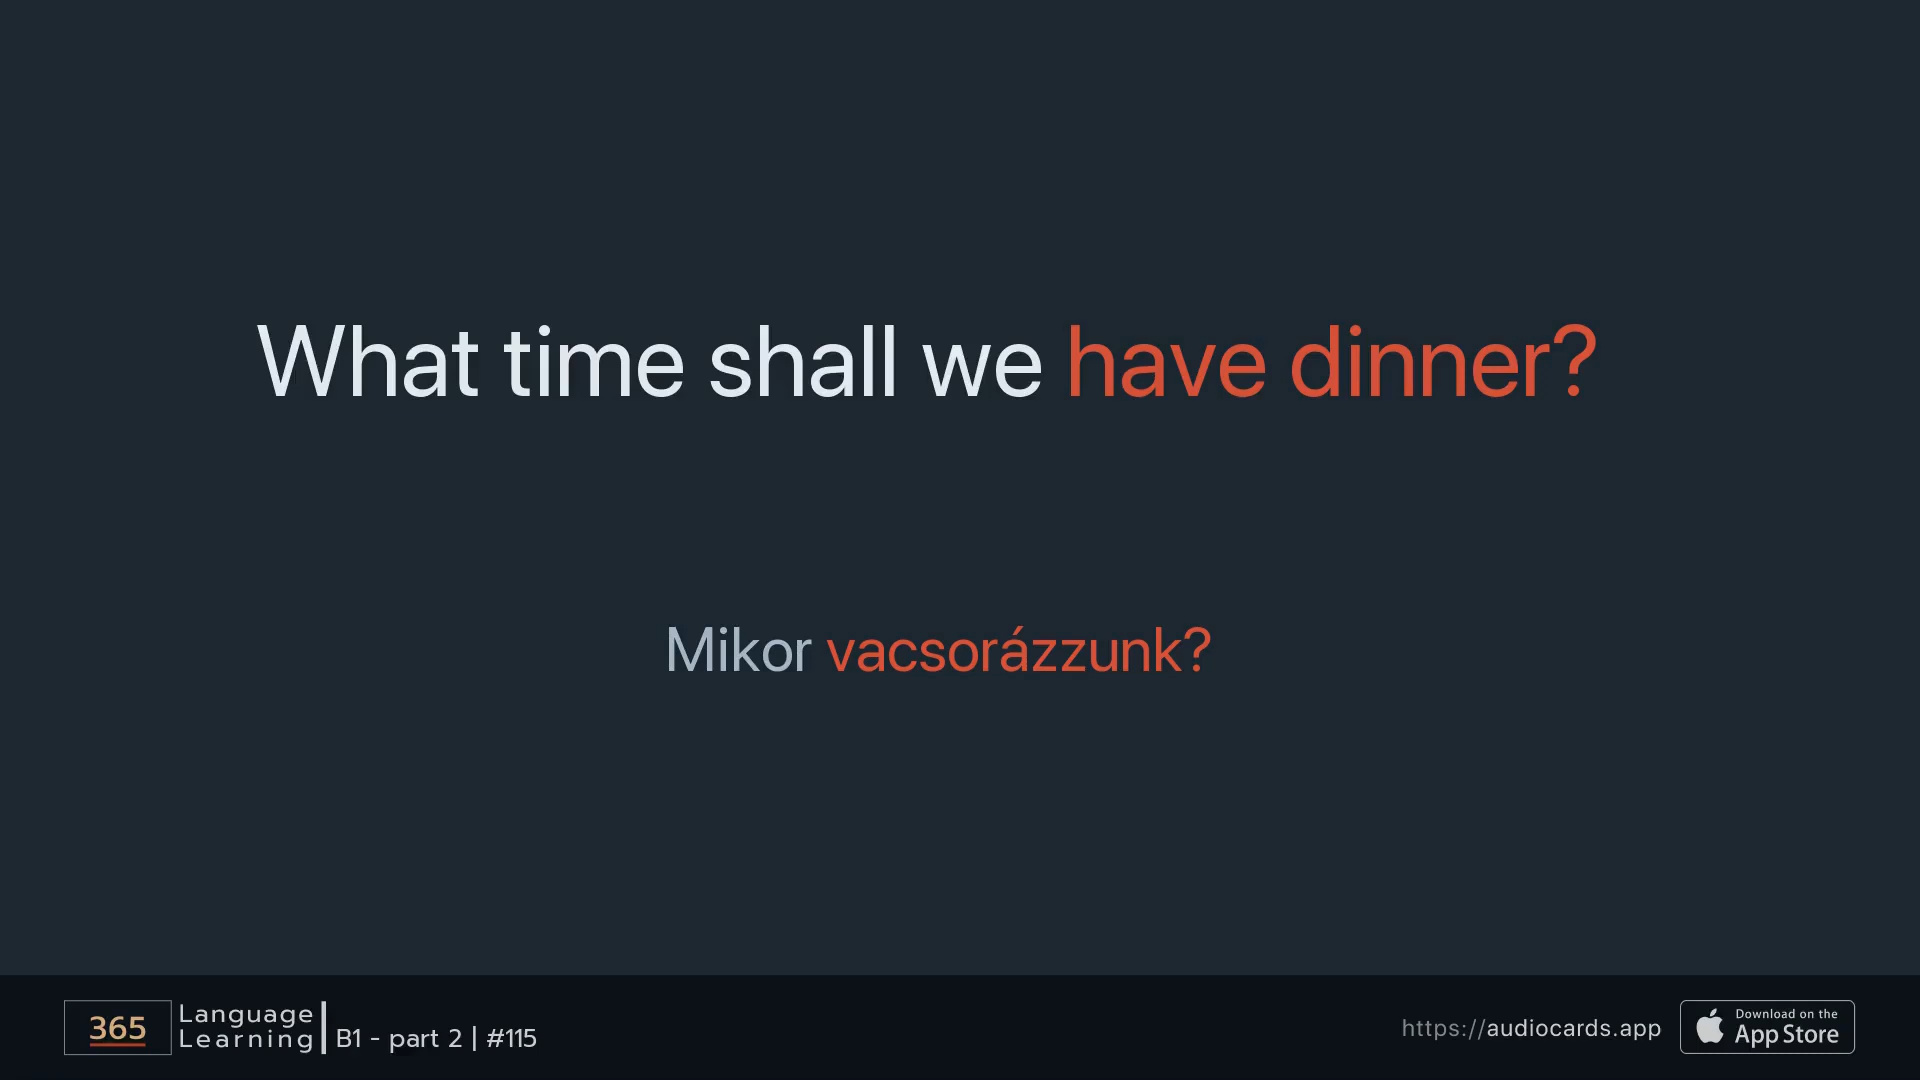 What time shall we have dinner?
Mikor vacsorázzunk?
365 Language Learning
B1 - part 2 | #115
https://audiocards.app
Download on the
App Store